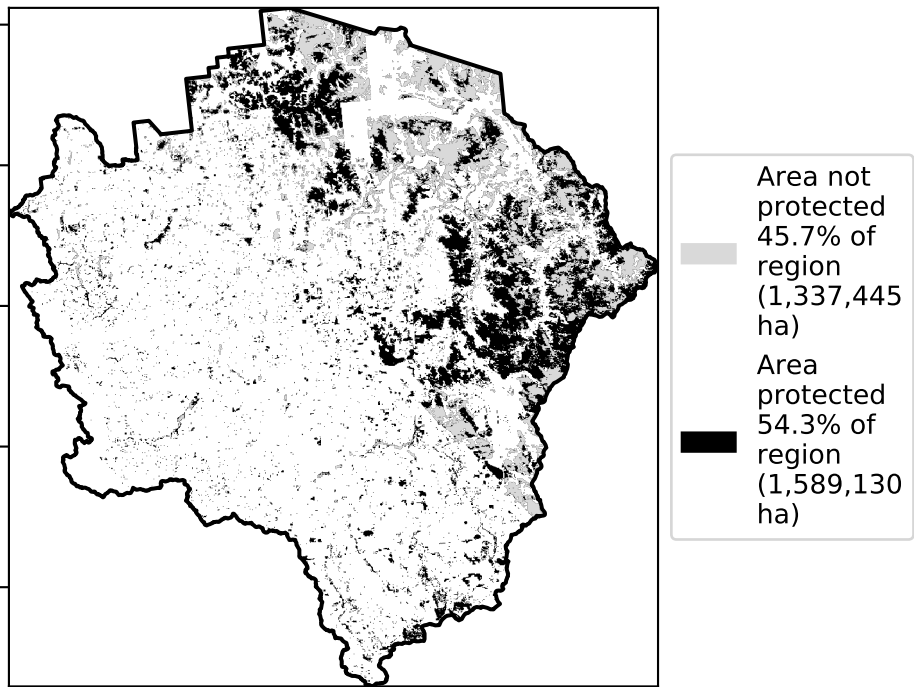 Area not
protected
45.7% of
region
(1,337,445
ha)
Area
protected
54.3% of
region
(1,589,130
ha)